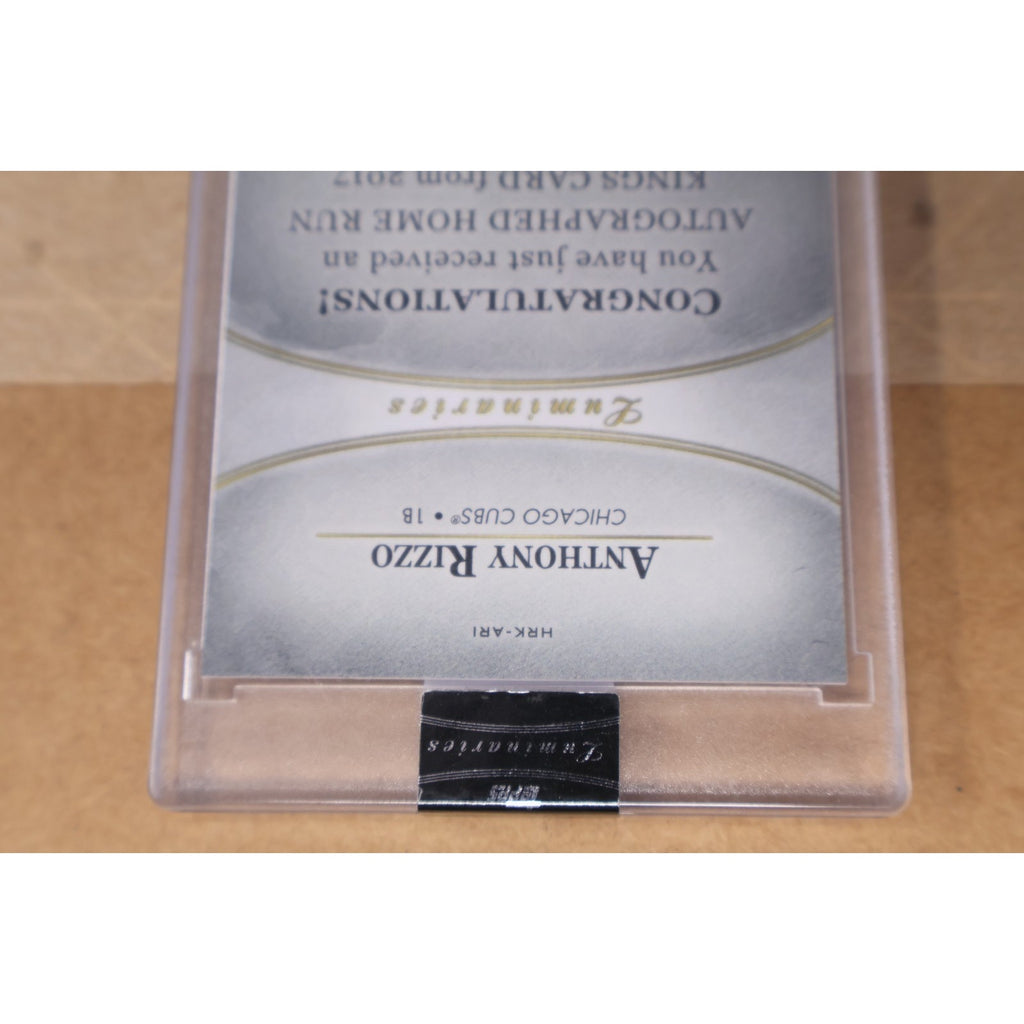 HRK-ARI
ANTHONY RIZZO
CHICAGO CUBS® • 1B
Luminaries
CONGRATULATIONS!
You have just received an
AUTOGRAPHED HOME RUN
KINGS CARD from 2017
Luminaries